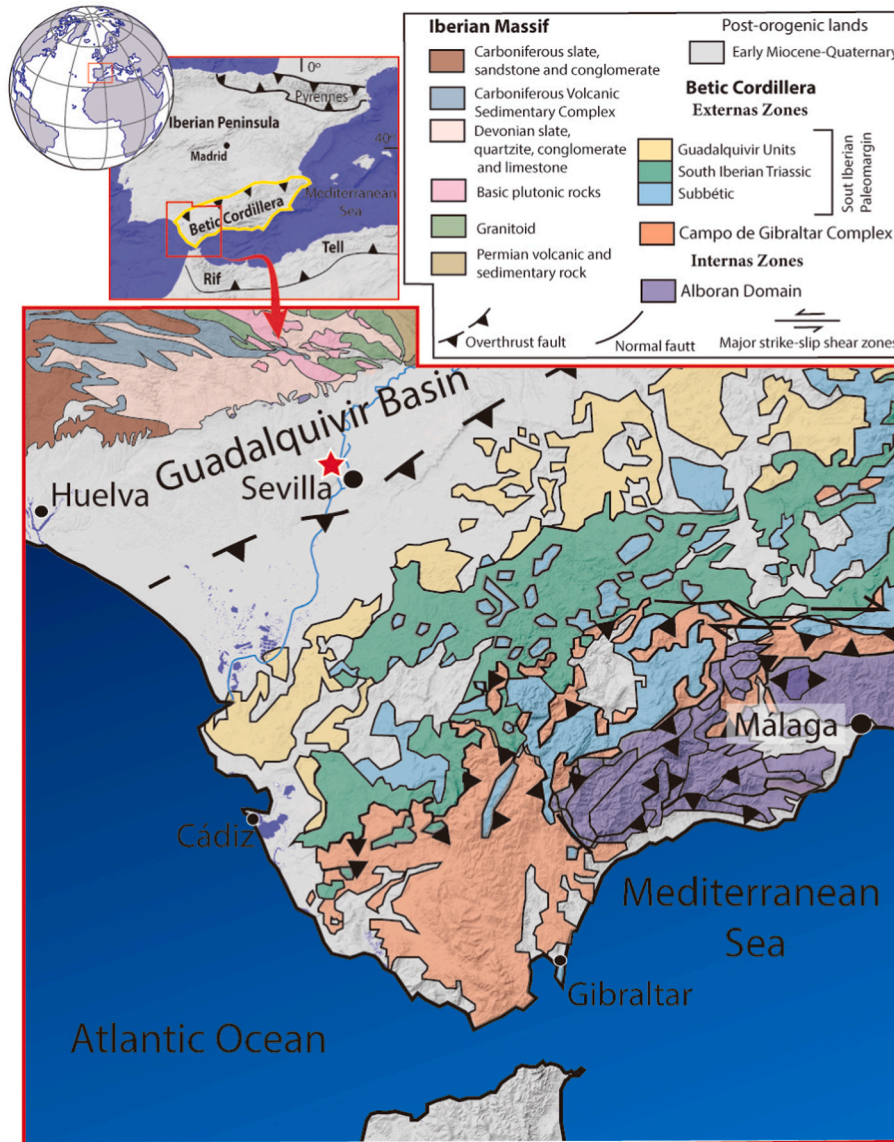 0°
Pyrennes
Iberian Peninsula
40°
Madrid
Mediterranean
Sea
Betic Cordillera
Tell
Rif
Iberian Massif
Carboniferous slate,
sandstone and conglomerate
Carboniferous Volcanic
Sedimentary Complex
Devonian slate,
quartzite, conglomerate
and limestone
Basic plutonic rocks
Granitoid
Permian volcanic and
sedimentary rock
Post-orogenic lands
Early Miocene-Quaternary
Betic Cordillera
Externas Zones
Guadalquivir Units
South Iberian Triassic
Subbétic
Sout Iberian
Paleomargin
Campo de Gibraltar Complex
Internas Zones
Alboran Domain
Overthrust fault
Normal fautt
Major strike-slip shear zones
Guadalquivir Basin
Huelva
Sevilla
Málaga
Cádiz
Mediterranean
Sea
Gibraltar
Atlantic Ocean